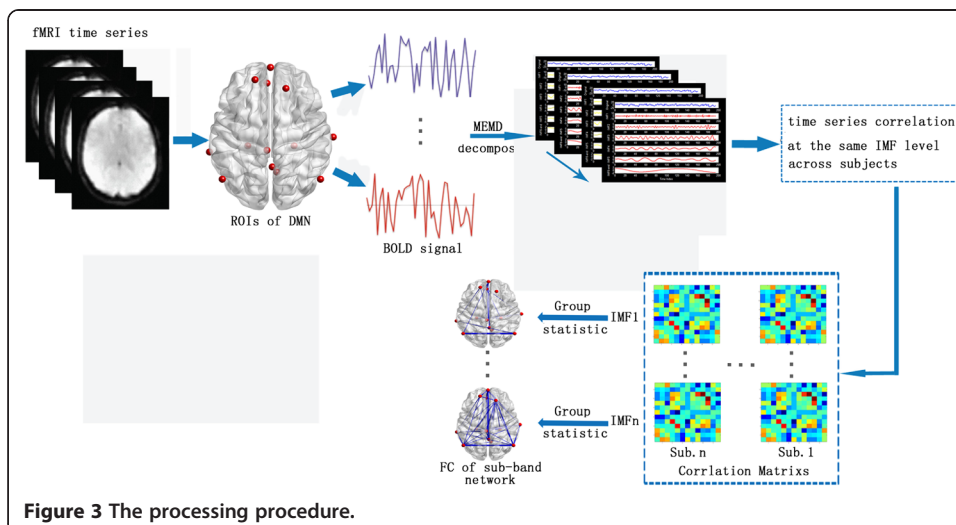 fMRI time series
ROIs of DMN
BOLD signal
MEMD
decompos
time series correlation
at the same IMF level
across subjects
IMF1
Group
statistic
IMFn
Group
statistic
FC of sub-band
network
Sub.n
Sub.1
Corrlation Matrixs
Figure 3 The processing procedure.